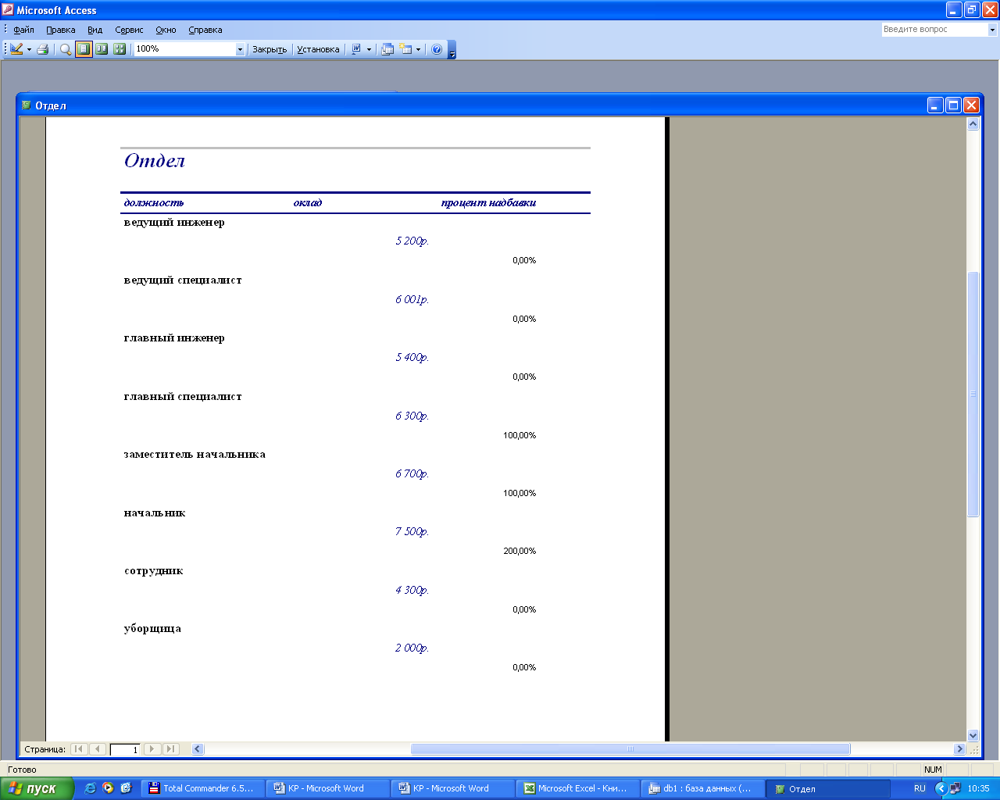 Microsoft Access
Файл Правка Вид Сервис Окно Справка
Введите вопрос
100% Закрыть Установка
Отдел
Отдел
должность оклад процент надбавки
ведущий инженер
5 200р.
0,00%
ведущий специалист
6 001р.
0,00%
главный инженер
5 400р.
0,00%
главный специалист
6 300р.
100,00%
заместитель начальника
6 700р.
100,00%
начальник
7 500р.
200,00%
сотрудник
4 300р.
0,00%
уборщица
2 000р.
0,00%
Страница: 1
Готово
NUM
пуск Total Commander 6.5... КР - Microsoft Word КР - Microsoft Word Microsoft Excel - Кни... db1 : база данных (... Отдел RU 10:35